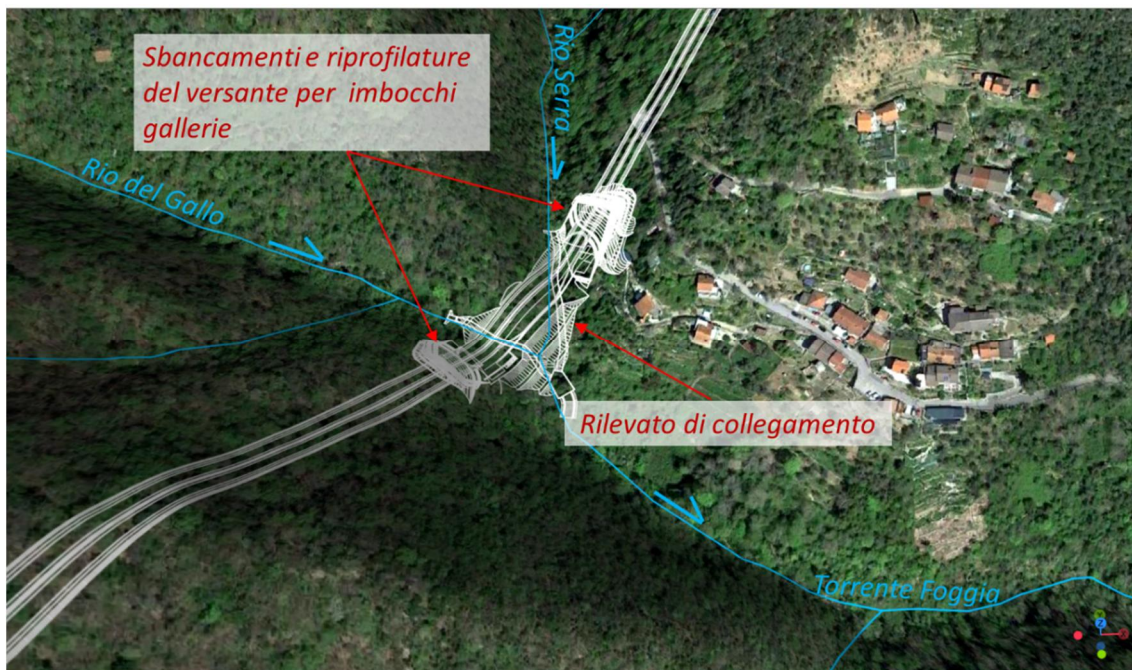 Sbancamenti e riprofilature
del versante per imbocchi
gallerie
Rio Serra
Rio del Gallo
Rilevato di collegamento
Torrente Foggia